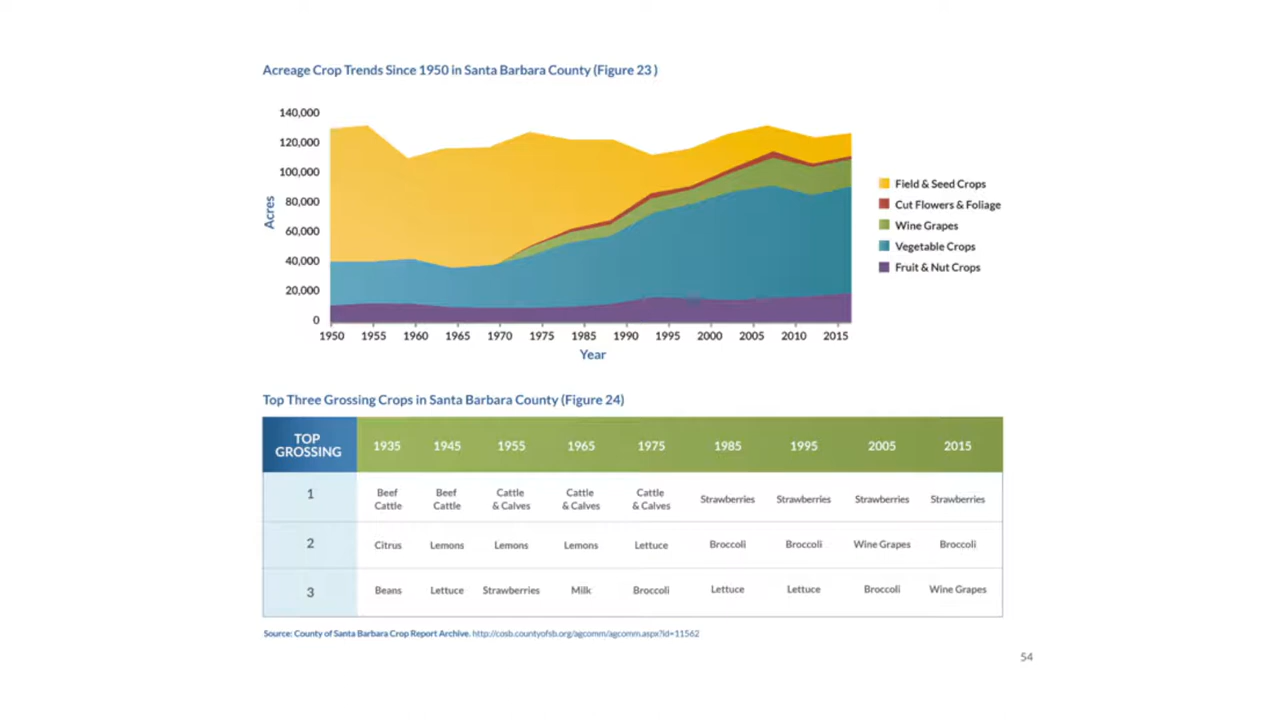 Acreage Crop Trends Since 1950 in Santa Barbara County (Figure 23 )
140,000
120,000
100,000
80,000
60,000
40,000
20,000
0
Acres
1950 1955 1960 1965 1970 1975 1985 1990 1995 2000 2005 2010 2015
Year
Field & Seed Crops
Cut Flowers & Foliage
Wine Grapes
Vegetable Crops
Fruit & Nut Crops
Top Three Grossing Crops in Santa Barbara County (Figure 24)
TOP GROSSING 1935 1945 1955 1965 1975 1985 1995 2005 2015
1 Beef Cattle Beef Cattle Cattle & Calves Cattle & Calves Cattle & Calves Strawberries Strawberries Strawberries Strawberries
2 Citrus Lemons Lemons Lemons Lettuce Broccoli Broccoli Wine Grapes Broccoli
3 Beans Lettuce Strawberries Milk Broccoli Lettuce Lettuce Broccoli Wine Grapes
Source: County of Santa Barbara Crop Report Archive. http://cosb.countyofsb.org/agcomm/agcomm.aspx?id=11562
54